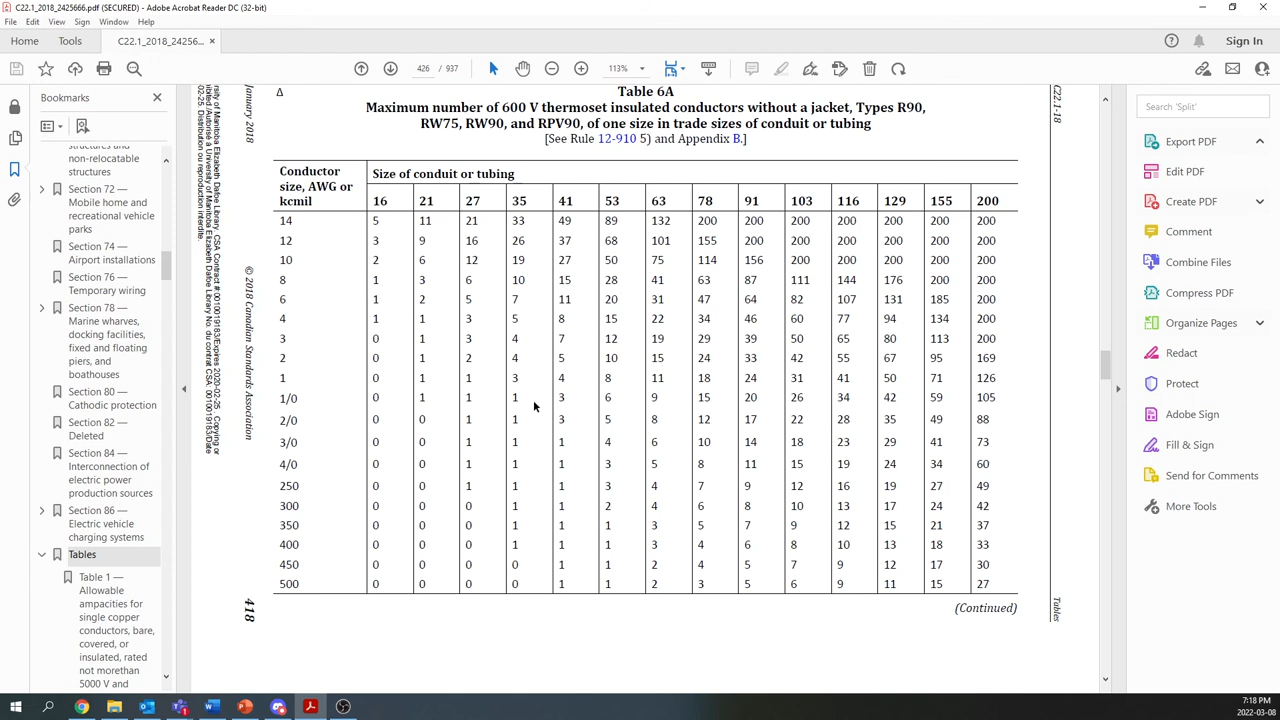 C22.1_2018_2425666.pdf (SECURED) - Adobe Acrobat Reader DC (32-bit)
File Edit View Sign Window Help
Home Tools C22.1_2018_24256... × Sign In
426 / 937 113%
Bookmarks
structures and
non-relocatable
structures
Section 72 —
Mobile home and
recreational vehicle
parks
Section 74 —
Airport installations
Section 76 —
Temporary wiring
Section 78 —
Marine wharves,
docking facilities,
fixed and floating
piers, and
boathouses
Section 80 —
Cathodic protection
Section 82 —
Deleted
Section 84 —
Interconnection of
electric power
production sources
Section 86 —
Electric vehicle
charging systems
Tables
Table 1 —
Allowable
ampacities for
single copper
conductors, bare,
covered, or
insulated, rated
not morethan
5000 V and
January 2018
© 2018 Canadian Standards Association
418
Δ
Table 6A
Maximum number of 600 V thermoset insulated conductors without a jacket, Types R90,
RW75, RW90, and RPV90, of one size in trade sizes of conduit or tubing
[See Rule 12-910 5) and Appendix B.]
Conductor
size, AWG or
kcmil
Size of conduit or tubing
16 21 27 35 41 53 63 78 91 103 116 129 155 200
14 5 11 21 33 49 89 132 200 200 200 200 200 200 200
12 3 9 16 26 37 68 101 155 200 200 200 200 200 200
10 2 6 12 19 27 50 75 114 156 200 200 200 200 200
8 1 3 6 10 15 28 41 63 87 111 144 176 200 200
6 1 2 5 7 11 20 31 47 64 82 107 131 185 200
4 1 1 3 5 8 15 22 34 46 60 77 94 134 200
3 0 1 3 4 7 12 19 29 39 50 65 80 113 200
2 0 1 2 4 5 10 15 24 33 42 55 67 95 169
1 0 1 1 3 4 8 11 18 24 31 41 50 71 126
1/0 0 1 1 1 3 6 9 15 20 26 34 42 59 105
2/0 0 0 1 1 3 5 8 12 17 22 28 35 49 88
3/0 0 0 1 1 1 4 6 10 14 18 23 29 41 73
4/0 0 0 1 1 1 3 5 8 11 15 19 24 34 60
250 0 0 1 1 1 3 4 7 9 12 16 19 27 49
300 0 0 0 1 1 2 4 6 8 10 13 17 24 42
350 0 0 0 1 1 1 3 5 7 9 12 15 21 37
400 0 0 0 1 1 1 3 4 6 8 10 13 18 33
450 0 0 0 0 1 1 2 4 5 7 9 12 17 30
500 0 0 0 0 1 1 2 3 5 6 9 11 15 27
(Continued)
C22.1-18
Tables
Search 'Split'
Export PDF
Edit PDF
Create PDF
Comment
Combine Files
Compress PDF
Organize Pages
Redact
Protect
Adobe Sign
Fill & Sign
Send for Comments
More Tools
7:18 PM
2022-03-08